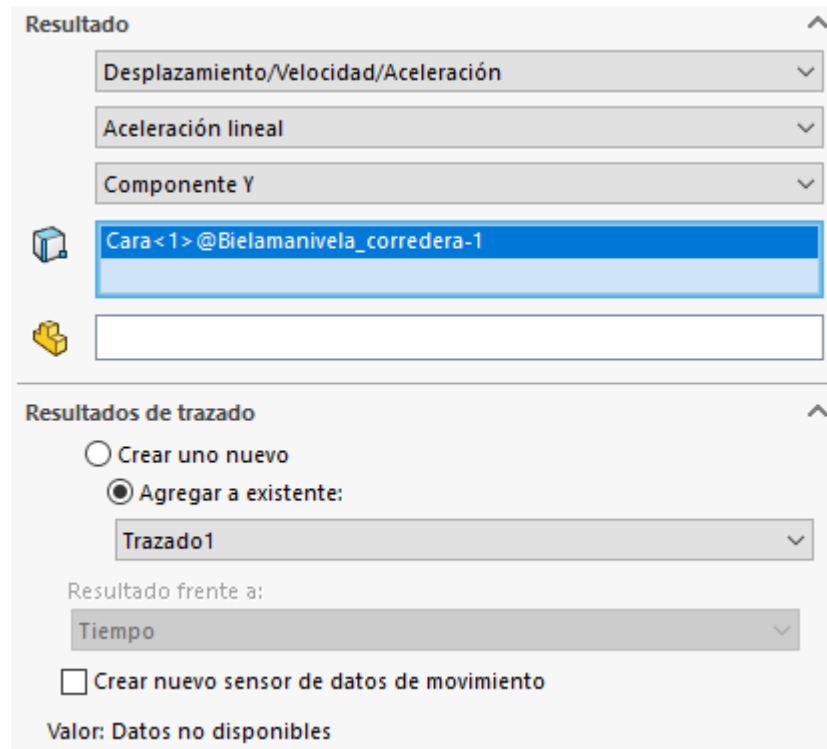 Resultado
Desplazamiento/Velocidad/Aceleración
Aceleración lineal
Componente Y
Cara<1>@Bielamanivela_corredera-1
Resultados de trazado
Crear uno nuevo
Agregar a existente:
Trazado1
Resultado frente a:
Tiempo
Crear nuevo sensor de datos de movimiento
Valor: Datos no disponibles